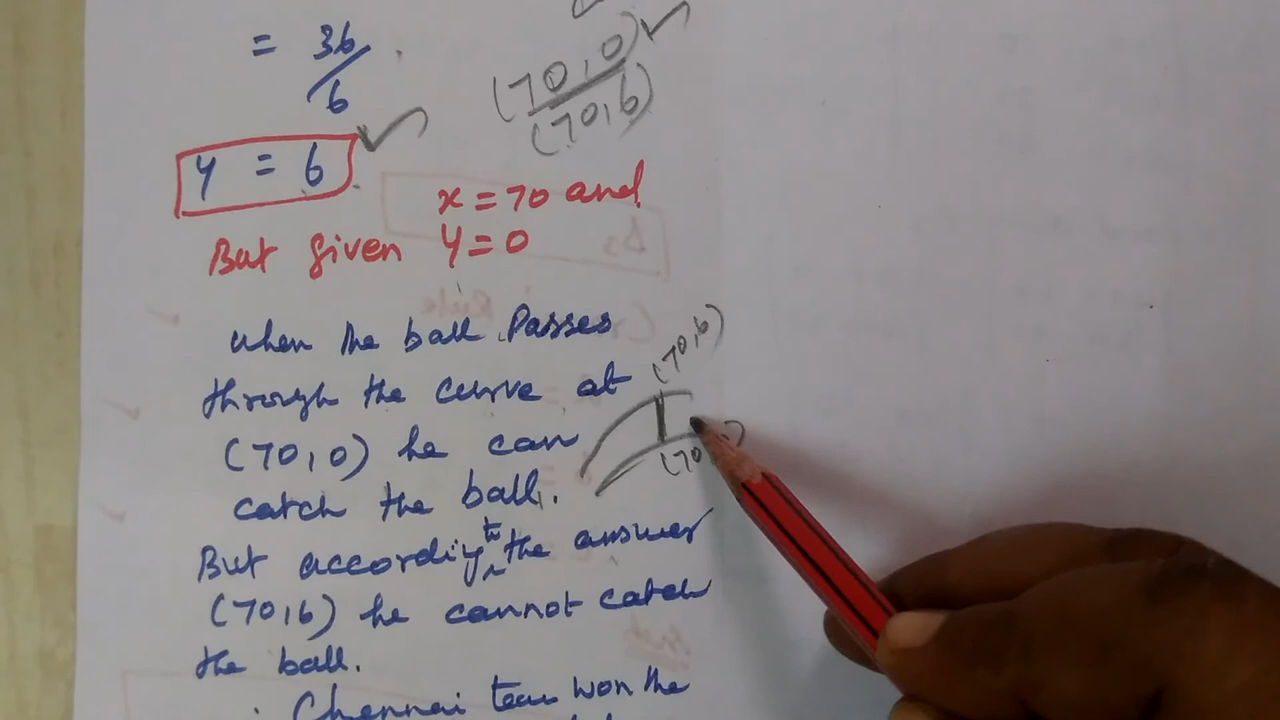 = 36/6
(70,0)
(70,6)
y = 6
x = 70 and
But given y = 0
when the ball passes
through the curve at
(70,6)
(70,0) he can
(70
catch the ball.
But accordiy to the answer
(70,6) he cannot catch
the ball.
Chennai team won the